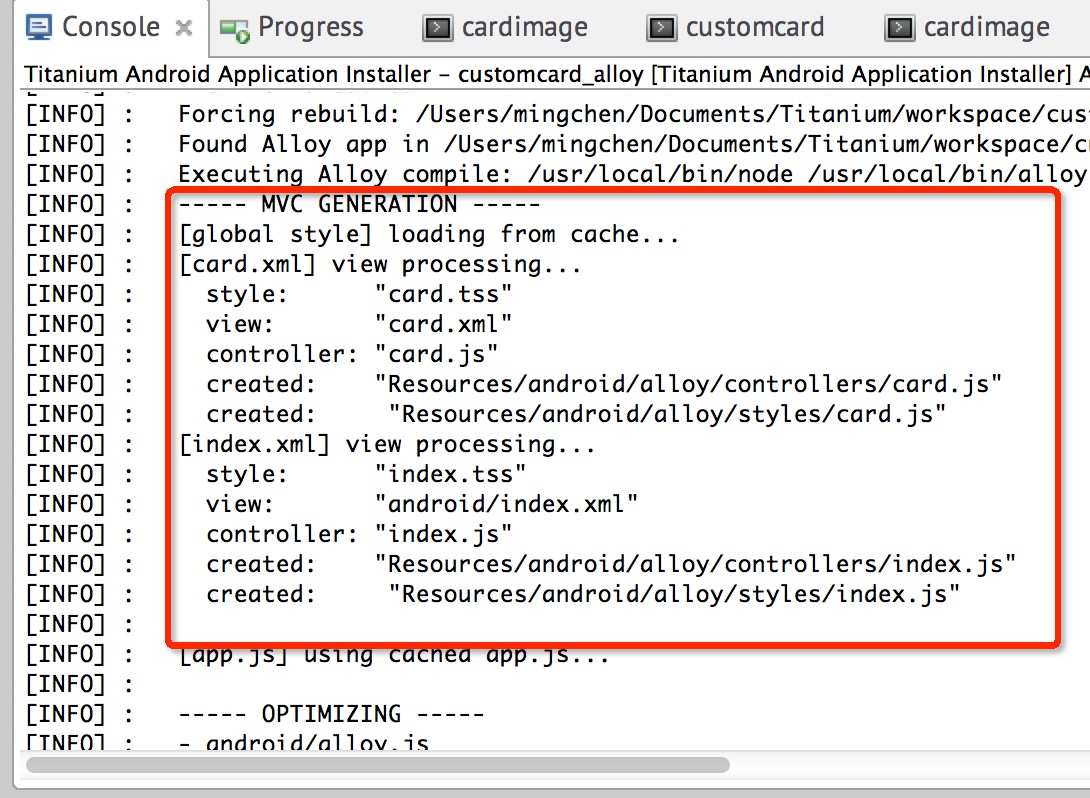 Console Progress cardimage customcard cardimage
Titanium Android Application Installer – customcard_alloy [Titanium Android Application Installer] A
[INFO] :
[INFO] : Forcing rebuild: /Users/mingchen/Documents/Titanium/workspace/cus
[INFO] : Found Alloy app in /Users/mingchen/Documents/Titanium/workspace/cu
[INFO] : Executing Alloy compile: /usr/local/bin/node /usr/local/bin/alloy
[INFO] : ----- MVC GENERATION -----
[INFO] : [global style] loading from cache...
[INFO] : [card.xml] view processing...
[INFO] : style: "card.tss"
[INFO] : view: "card.xml"
[INFO] : controller: "card.js"
[INFO] : created: "Resources/android/alloy/controllers/card.js"
[INFO] : created: "Resources/android/alloy/styles/card.js"
[INFO] : [index.xml] view processing...
[INFO] : style: "index.tss"
[INFO] : view: "android/index.xml"
[INFO] : controller: "index.js"
[INFO] : created: "Resources/android/alloy/controllers/index.js"
[INFO] : created: "Resources/android/alloy/styles/index.js"
[INFO] :
[INFO] : [app.js] using cached app.js...
[INFO] :
[INFO] : ----- OPTIMIZING -----
[INFO] : - android/alloy.js